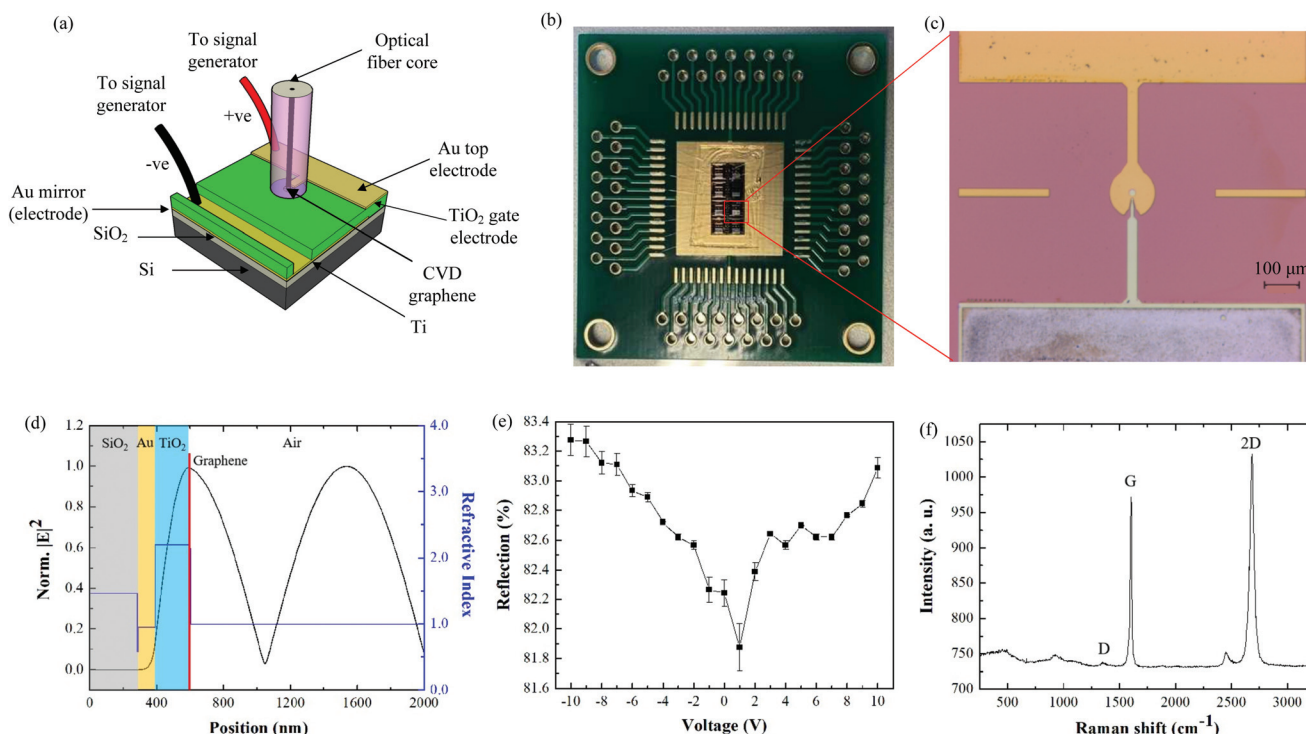 (a)
To signal
generator
Optical
fiber core
To signal
generator
+ve
-ve
Au top
electrode
Au mirror
(electrode)
TiO₂ gate
electrode
SiO₂
Si
CVD
graphene
Ti
(b)
(c)
100 μm
(d)
1.2
1.0
0.8
0.6
0.4
0.2
0.0
Norm. |E|²
SiO₂ Au TiO₂ Air
Graphene
4.0
3.0
2.0
1.0
0.0
Refractive Index
0 400 800 1200 1600 2000
Position (nm)
(e)
83.4
83.2
83.0
82.8
82.6
82.4
82.2
82.0
81.8
81.6
Reflection (%)
-10 -8 -6 -4 -2 0 2 4 6 8 10
Voltage (V)
(f)
1050
1000
950
900
850
800
750
700
Intensity (a. u.)
G
2D
D
500 1000 1500 2000 2500 3000
Raman shift (cm⁻¹)